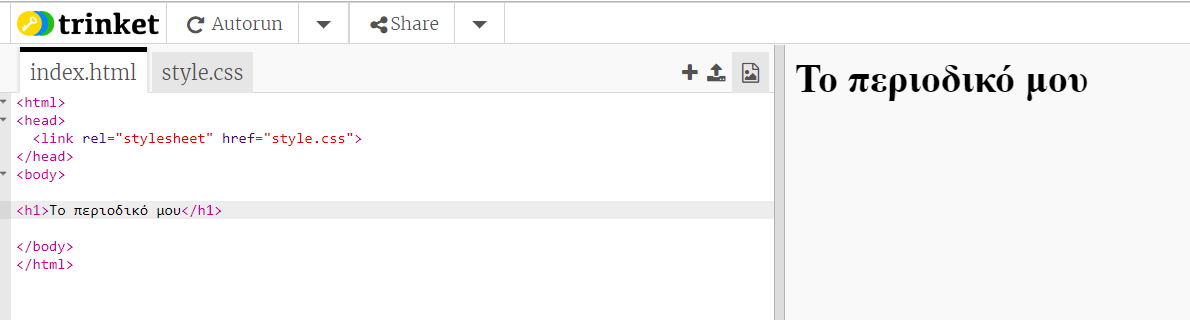 trinket Autorun Share
index.html style.css
<html>
<head>
<link rel="stylesheet" href="style.css">
</head>
<body>
<h1>Το περιοδικό μου</h1>
</body>
</html>
Το περιοδικό μου